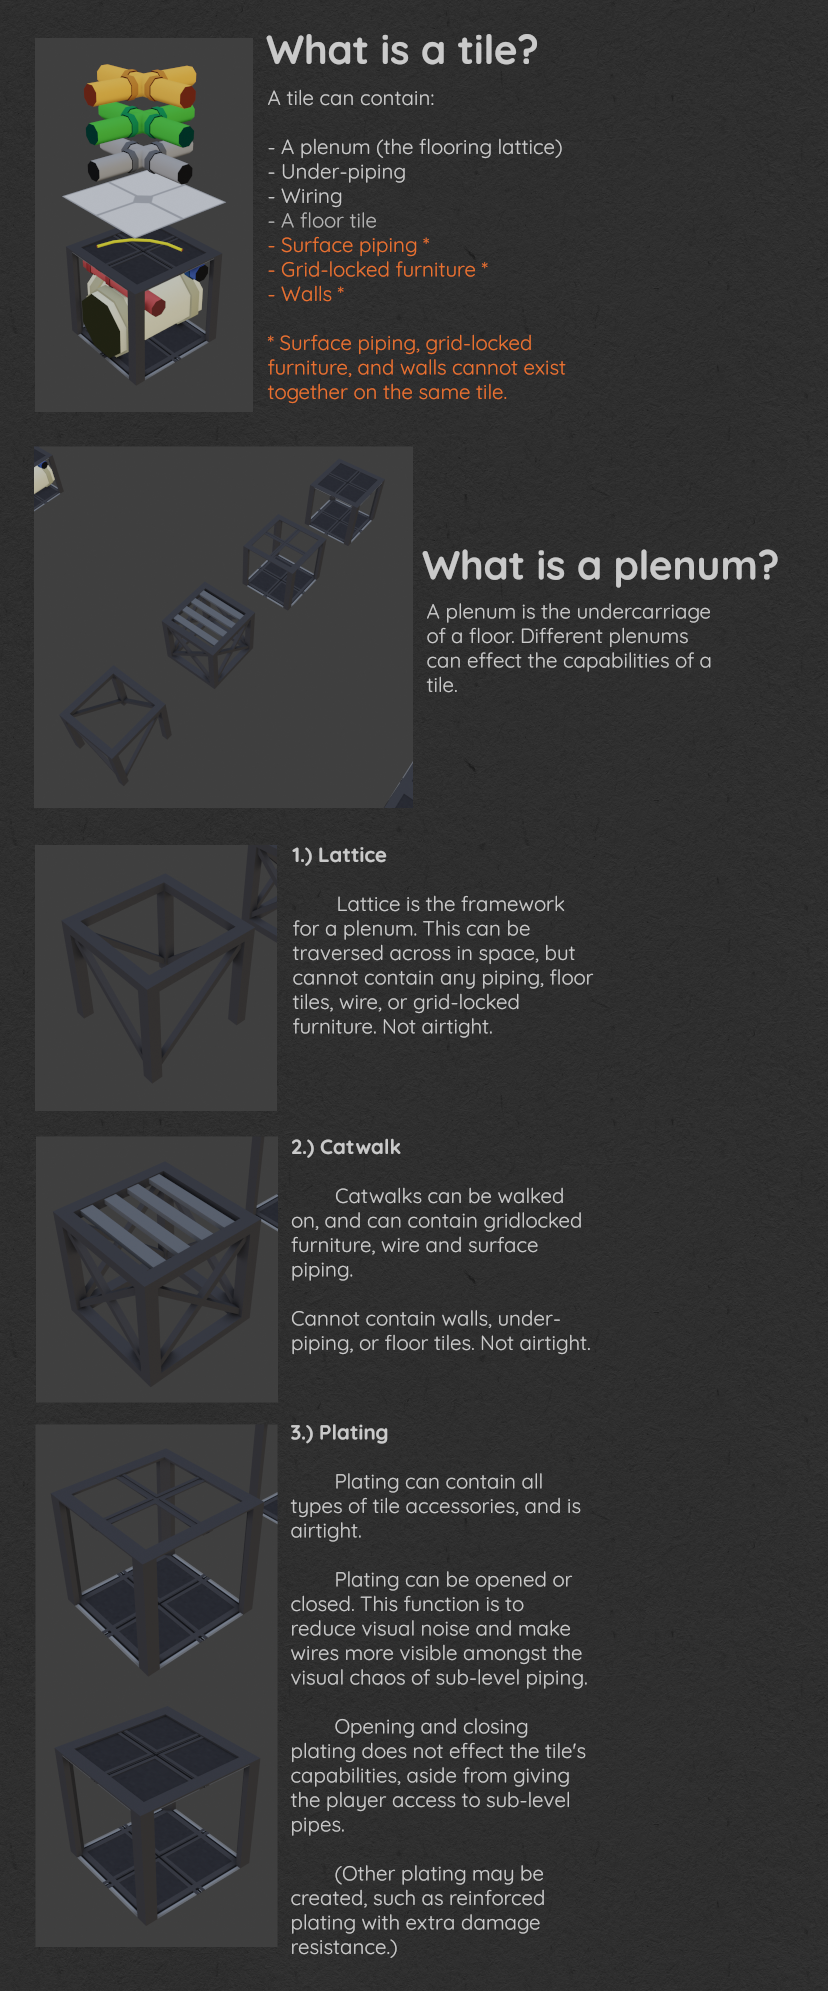 What is a tile?
A tile can contain:
- A plenum (the flooring lattice)
- Under-piping
- Wiring
- A floor tile
- Surface piping *
- Grid-locked furniture *
- Walls *
* Surface piping, grid-locked
furniture, and walls cannot exist
together on the same tile.
What is a plenum?
A plenum is the undercarriage
of a floor. Different plenums
can effect the capabilities of a
tile.
1.) Lattice
Lattice is the framework
for a plenum. This can be
traversed across in space, but
cannot contain any piping, floor
tiles, wire, or grid-locked
furniture. Not airtight.
2.) Catwalk
Catwalks can be walked
on, and can contain gridlocked
furniture, wire and surface
piping.
Cannot contain walls, under-
piping, or floor tiles. Not airtight.
3.) Plating
Plating can contain all
types of tile accessories, and is
airtight.
Plating can be opened or
closed. This function is to
reduce visual noise and make
wires more visible amongst the
visual chaos of sub-level piping.
Opening and closing
plating does not effect the tile's
capabilities, aside from giving
the player access to sub-level
pipes.
(Other plating may be
created, such as reinforced
plating with extra damage
resistance.)